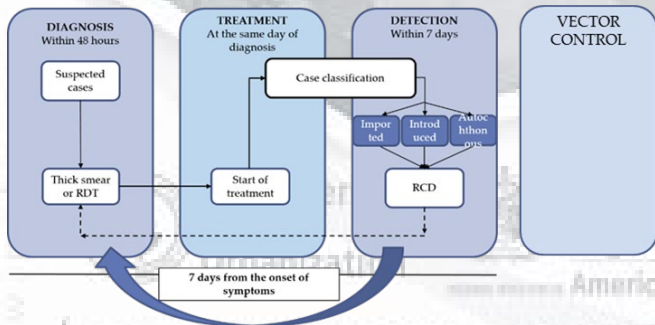 DIAGNOSIS
Within 48 hours
TREATMENT
At the same day of
diagnosis
DETECTION
Within 7 days
VECTOR
CONTROL
Suspected
cases
Case classification
Impor
ted
Introd
uced
Autoc
hthon
ous
Thick smear
or RDT
Start of
treatment
RCD
7 days from the onset of
symptoms
Organization
Americ